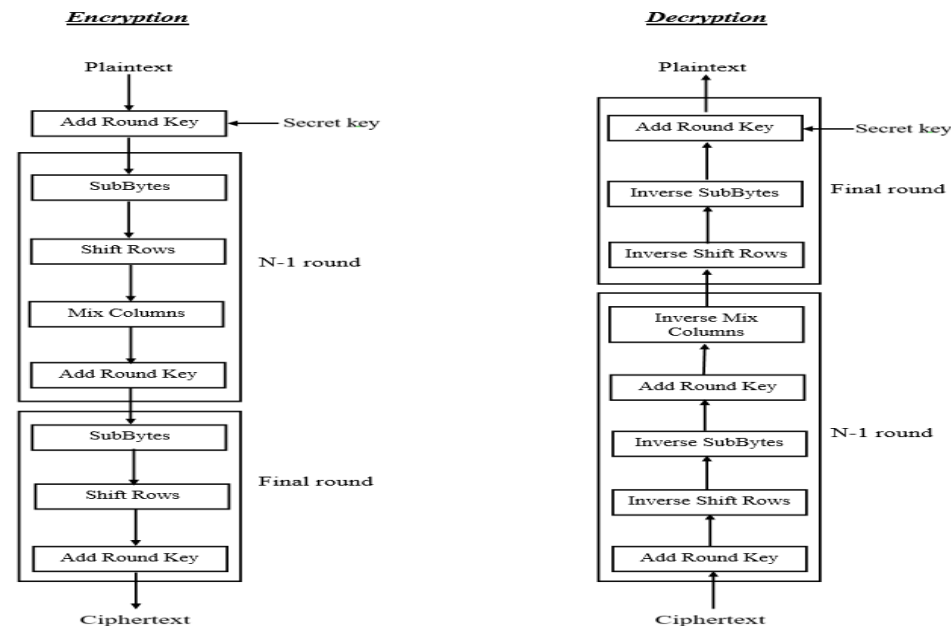 Encryption
Plaintext
Add Round Key
Secret key
SubBytes
Shift Rows
N-1 round
Mix Columns
Add Round Key
SubBytes
Shift Rows
Final round
Add Round Key
Ciphertext
Decryption
Plaintext
Add Round Key
Secret key
Inverse SubBytes
Final round
Inverse Shift Rows
Inverse Mix
Columns
Add Round Key
Inverse SubBytes
N-1 round
Inverse Shift Rows
Add Round Key
Ciphertext